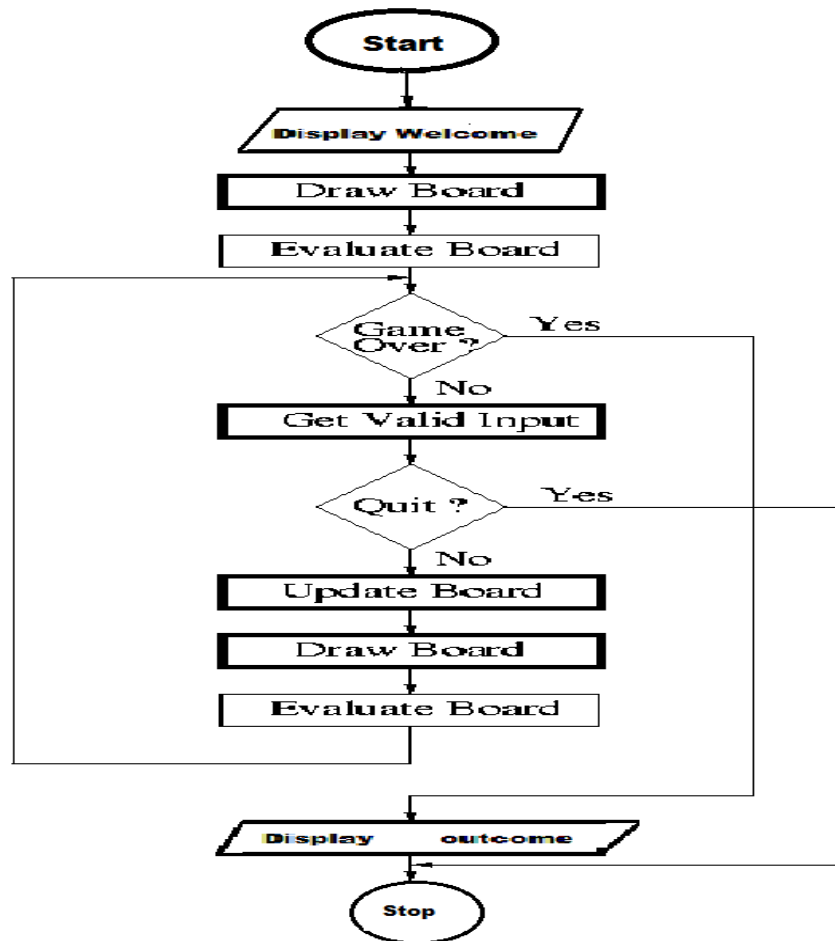 Start
Display Welcome
Draw Board
Evaluate Board
Game
Over ?
Yes
No
Get Valid Input
Quit ?
Yes
No
Update Board
Draw Board
Evaluate Board
Display outcome
Stop